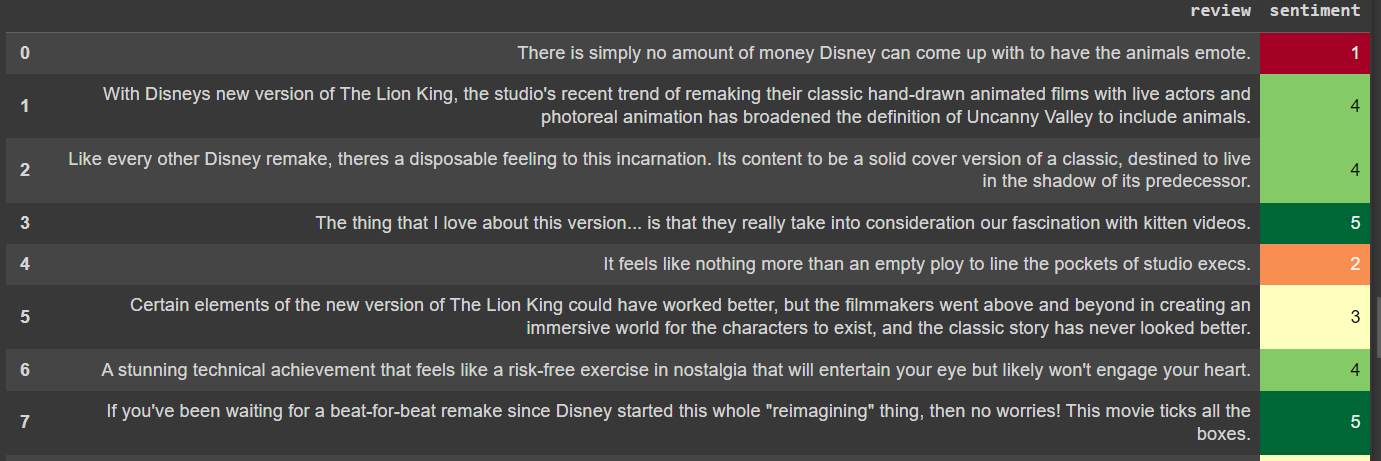 review sentiment
0 There is simply no amount of money Disney can come up with to have the animals emote. 1
With Disneys new version of The Lion King, the studio's recent trend of remaking their classic hand-drawn animated films with live actors and
1 photoreal animation has broadened the definition of Uncanny Valley to include animals. 4
Like every other Disney remake, theres a disposable feeling to this incarnation. Its content to be a solid cover version of a classic, destined to live
2 in the shadow of its predecessor. 4
3 The thing that I love about this version... is that they really take into consideration our fascination with kitten videos. 5
4 It feels like nothing more than an empty ploy to line the pockets of studio execs. 2
Certain elements of the new version of The Lion King could have worked better, but the filmmakers went above and beyond in creating an
5 immersive world for the characters to exist, and the classic story has never looked better. 3
6 A stunning technical achievement that feels like a risk-free exercise in nostalgia that will entertain your eye but likely won't engage your heart. 4
If you've been waiting for a beat-for-beat remake since Disney started this whole "reimagining" thing, then no worries! This movie ticks all the
7 boxes. 5